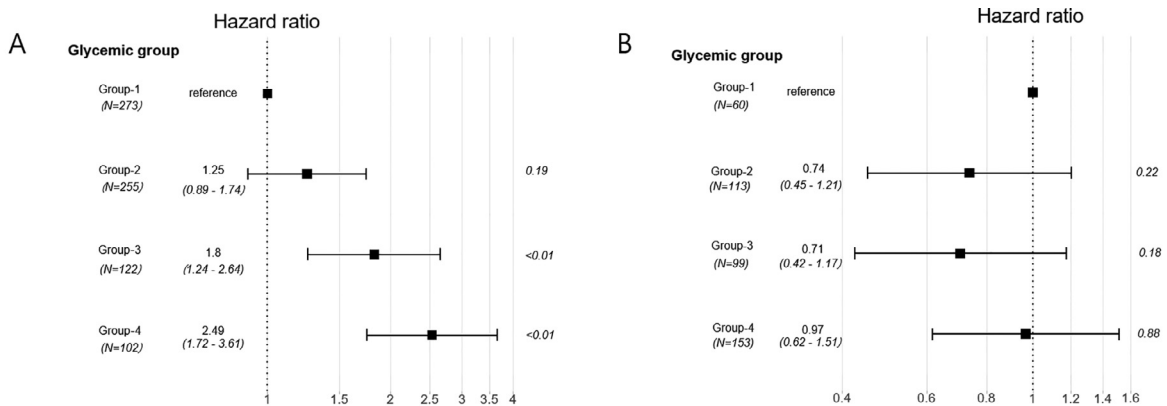 A
Hazard ratio
Glycemic group
Group-1
(N=273)
reference
Group-2
(N=255)
1.25
(0.89 - 1.74)
0.19
Group-3
(N=122)
1.8
(1.24 - 2.64)
<0.01
Group-4
(N=102)
2.49
(1.72 - 3.61)
<0.01
1 1.5 2 2.5 3 3.5 4
B
Hazard ratio
Glycemic group
Group-1
(N=60)
reference
Group-2
(N=113)
0.74
(0.45 - 1.21)
0.22
Group-3
(N=99)
0.71
(0.42 - 1.17)
0.18
Group-4
(N=153)
0.97
(0.62 - 1.51)
0.88
0.4 0.6 0.8 1 1.2 1.4 1.6